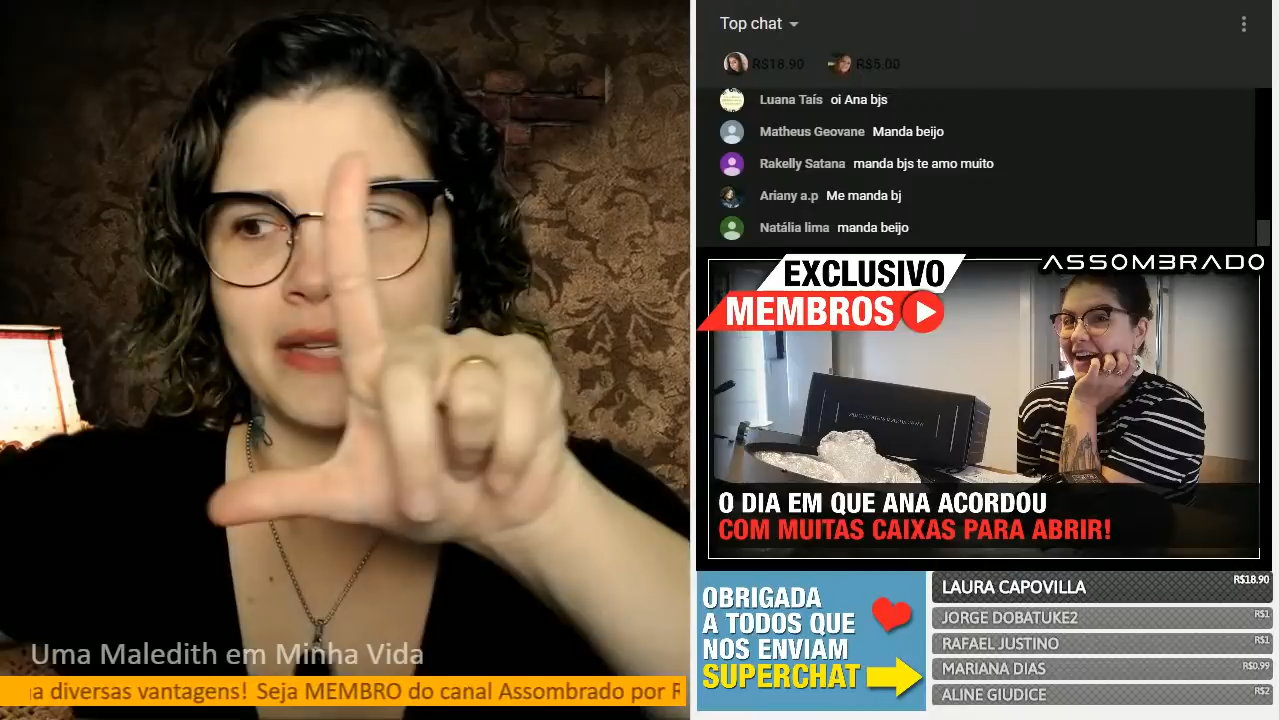 Top chat
R$18.90 R$5.00
Luana Taís oi Ana bjs
Matheus Geovane Manda beijo
Rakelly Satana manda bjs te amo muito
Ariany a.p Me manda bj
Natália lima manda beijo
EXCLUSIVO
MEMBROS
ASSOMBRADO
O DIA EM QUE ANA ACORDOU
COM MUITAS CAIXAS PARA ABRIR!
OBRIGADA
A TODOS QUE
NOS ENVIAM
SUPERCHAT
LAURA CAPOVILLA R$18.90
JORGE DOBATUKE2 R$1
RAFAEL JUSTINO R$1
MARIANA DIAS R$0.99
ALINE GIUDICE R$2
Uma Maledith em Minha Vida
a diversas vantagens! Seja MEMBRO do canal Assombrado por R